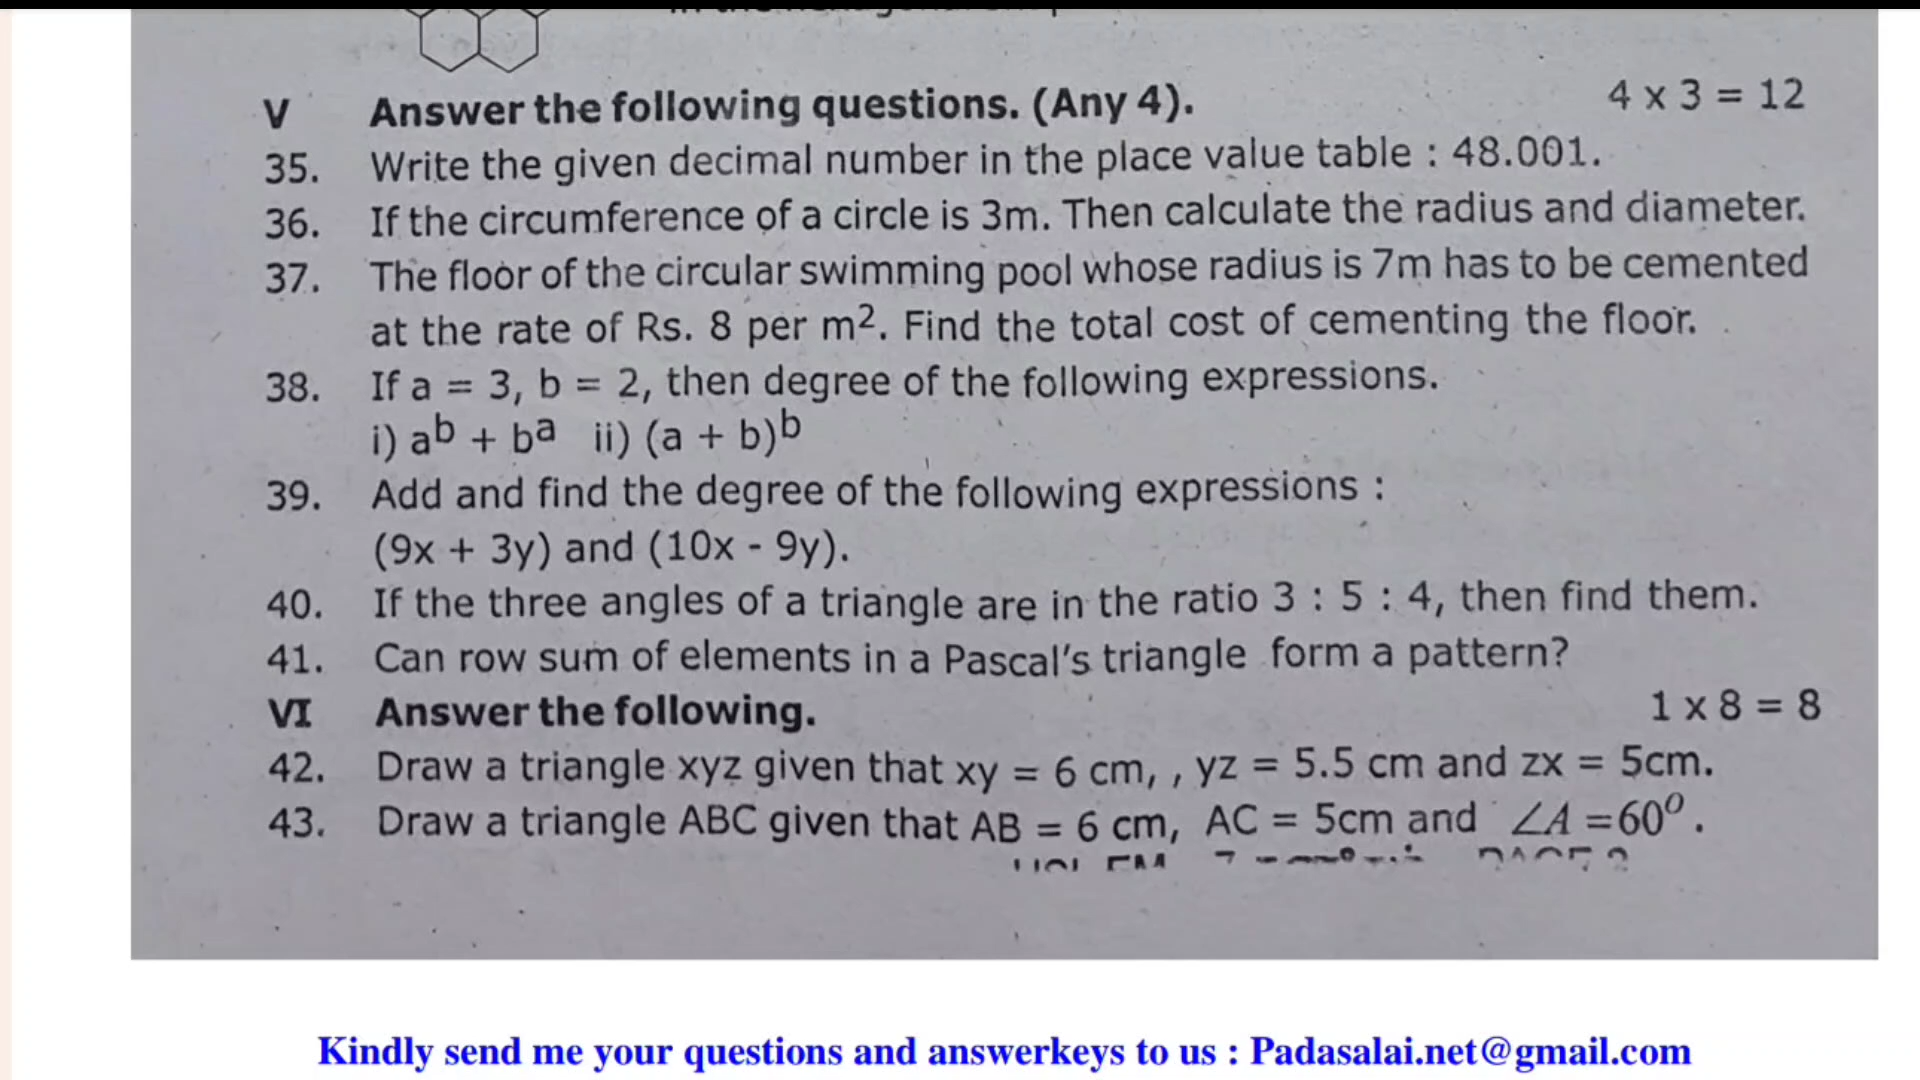 V Answer the following questions. (Any 4). 4 x 3 = 12
35. Write the given decimal number in the place value table : 48.001.
36. If the circumference of a circle is 3m. Then calculate the radius and diameter.
37. The floor of the circular swimming pool whose radius is 7m has to be cemented
at the rate of Rs. 8 per m². Find the total cost of cementing the floor.
38. If a = 3, b = 2, then degree of the following expressions.
i) aᵇ + bᵃ ii) (a + b)ᵇ
39. Add and find the degree of the following expressions :
(9x + 3y) and (10x - 9y).
40. If the three angles of a triangle are in the ratio 3 : 5 : 4, then find them.
41. Can row sum of elements in a Pascal's triangle form a pattern?
VI Answer the following. 1 x 8 = 8
42. Draw a triangle xyz given that xy = 6 cm, , yz = 5.5 cm and zx = 5cm.
43. Draw a triangle ABC given that AB = 6 cm, AC = 5cm and ∠A =60⁰.
Kindly send me your questions and answerkeys to us : Padasalai.net@gmail.com